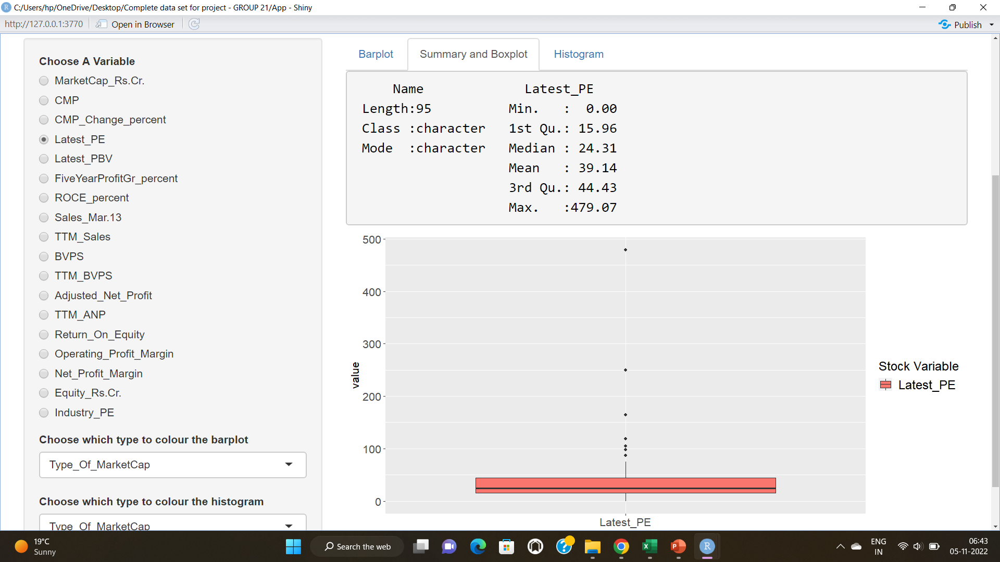 C:/Users/hp/OneDrive/Desktop/Complete data set for project - GROUP 21/App - Shiny
http://127.0.0.1:3770
Open in Browser
Publish
Choose A Variable
MarketCap_Rs.Cr.
CMP
CMP_Change_percent
Latest_PE
Latest_PBV
FiveYearProfitGr_percent
ROCE_percent
Sales_Mar.13
TTM_Sales
BVPS
TTM_BVPS
Adjusted_Net_Profit
TTM_ANP
Return_On_Equity
Operating_Profit_Margin
Net_Profit_Margin
Equity_Rs.Cr.
Industry_PE
Choose which type to colour the barplot
Type_Of_MarketCap
Choose which type to colour the histogram
Type_Of_MarketCap
Barplot
Summary and Boxplot
Histogram
Name Latest_PE
Length:95 Min. : 0.00
Class :character 1st Qu.: 15.96
Mode :character Median : 24.31
Mean : 39.14
3rd Qu.: 44.43
Max. :479.07
500
400
300
200
100
0
value
Latest_PE
Stock Variable
Latest_PE
19°C
Sunny
Search the web
ENG
IN
06:43
05-11-2022